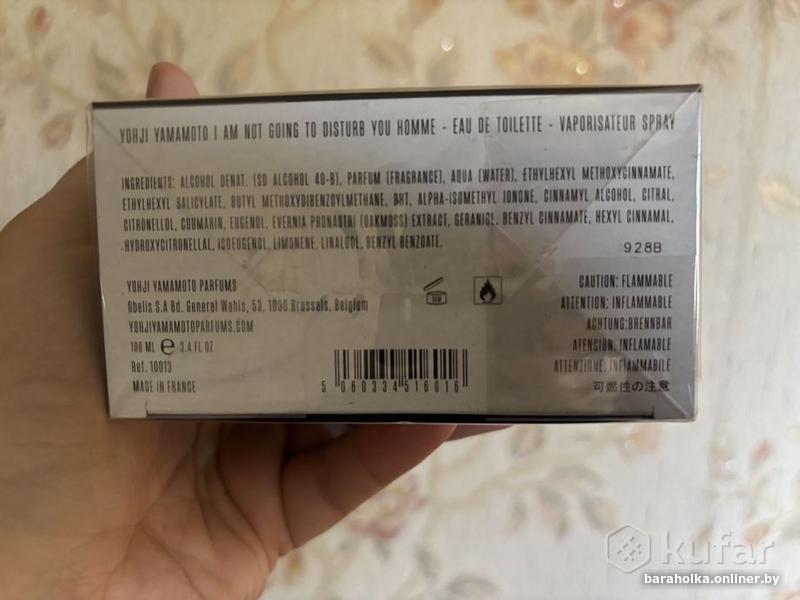 YOHJI YAMAMOTO I AM NOT GOING TO DISTURB YOU HOMME - EAU DE TOILETTE - VAPORISATEUR SPRAY
INGREDIENTS: ALCOHOL DENAT. (SD ALCOHOL 40-B), PARFUM (FRAGRANCE), AQUA (WATER), ETHYLHEXYL METHOXYCINNAMATE,
ETHYLHEXYL SALICYLATE, BUTYL METHOXYDIBENZOYLMETHANE, BHT, ALPHA-ISOMETHYL IONONE, CINNAMYL ALCOHOL, CITRAL,
CITRONELLOL, COUMARIN, EUGENOL, EVERNIA PRUNASTRI (OAKMOSS) EXTRACT, GERANIOL, BENZYL CINNAMATE, HEXYL CINNAMAL,
HYDROXYCITRONELLAL, ISOEUGENOL, LIMONENE, LINALOOL, BENZYL BENZOATE.
928B
YOHJI YAMAMOTO PARFUMS
Obelis S.A Bd. General Wahis, 53, 1030 Brussels, Belgium
YOHJIYAMAMOTOPARFUMS.COM
100 ML e 3.4 FL OZ
Ref. 10013
MADE IN FRANCE
5 060334 516016
CAUTION: FLAMMABLE
ATTENTION: INFLAMMABLE
ACHTUNG:BRENNBAR
ATENCION, INFLAMABLE
ATTENZIONE, INFIAMMABILE
可燃性の注意
kufar
baraholka.onliner.by